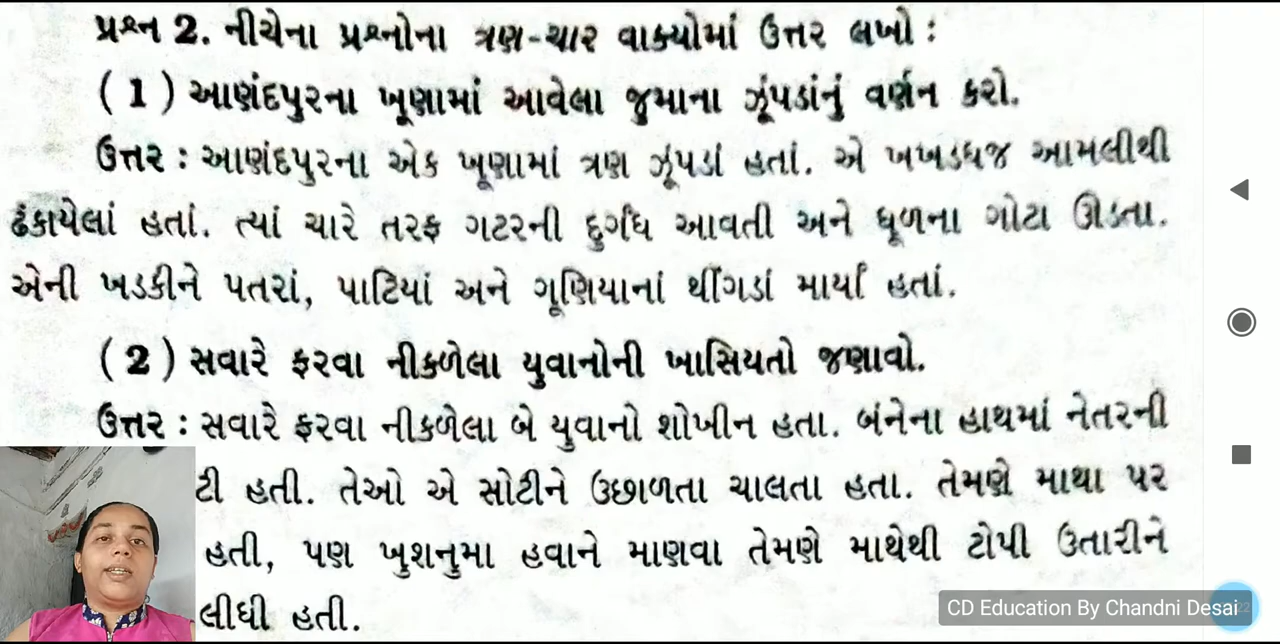 પ્રશ્ન 2. નીચેના પ્રશ્નોના ત્રણ-ચાર વાક્યોમાં ઉત્તર લખો :
( 1 ) આણંદપુરના ખૂણામાં આવેલા જુમાના ઝૂંપડાંનું વર્ણન કરો.
ઉત્તર : આણંદપુરના એક ખૂણામાં ત્રણ ઝૂંપડાં હતાં. એ ખખડધજ આમલીથી
ઢંકાયેલાં હતાં. ત્યાં ચારે તરફ ગટરની દુર્ગંધ આવતી અને ધૂળના ગોટા ઊડતા.
એની ખડકીને પતરાં, પાટિયાં અને ગૂણિયાનાં થીંગડાં માર્યાં હતાં.
( 2 ) સવારે ફરવા નીકળેલા યુવાનોની ખાસિયતો જણાવો.
ઉત્તર : સવારે ફરવા નીકળેલા બે યુવાનો શોખીન હતા. બંનેના હાથમાં નેતરની
ટી હતી. તેઓ એ સોટીને ઉછાળતા ચાલતા હતા. તેમણે માથા પર
હતી, પણ ખુશનુમા હવાને માણવા તેમણે માથેથી ટોપી ઉતારીને
લીધી હતી.
CD Education By Chandni Desai